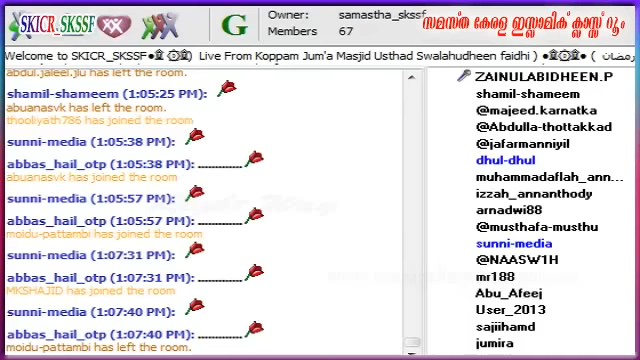 SKICR,SKSSF
G
Owner: samastha_skssf
Members 67
സമസ്ത കേരള ഇസ്ലാമിക് ക്ലാസ്സ് റൂം
Welcome to SKICR_SKSSF Live From Koppam Jum'a Masjid Usthad Swalahudheen faidhi )
abdul.jaleel.jlu has left the room.
shamil-shameem (1:05:25 PM):
abuanasvk has left the room.
thooliyath786 has joined the room
sunni-media (1:05:38 PM):
abbas_hail_otp (1:05:38 PM): ..............
abuanasvk has joined the room
sunni-media (1:05:57 PM):
abbas_hail_otp (1:05:57 PM): ..............
moidu-pattambi has joined the room
sunni-media (1:07:31 PM):
abbas_hail_otp (1:07:31 PM): ..............
MKSHAJID has joined the room
sunni-media (1:07:40 PM):
abbas_hail_otp (1:07:40 PM): ..............
moidu-pattambi has left the room.
ZAINULABIDHEEN.P
shamil-shameem
@majeed.karnatka
@Abdulla-thottakkad
@jafarmanniyil
dhul-dhul
muhammadaflah_ann...
izzah_annanthody
arnadwi88
@musthafa-musthu
sunni-media
@NAASW1H
mr188
Abu_Afeej
User_2013
sajiihamd
jumira